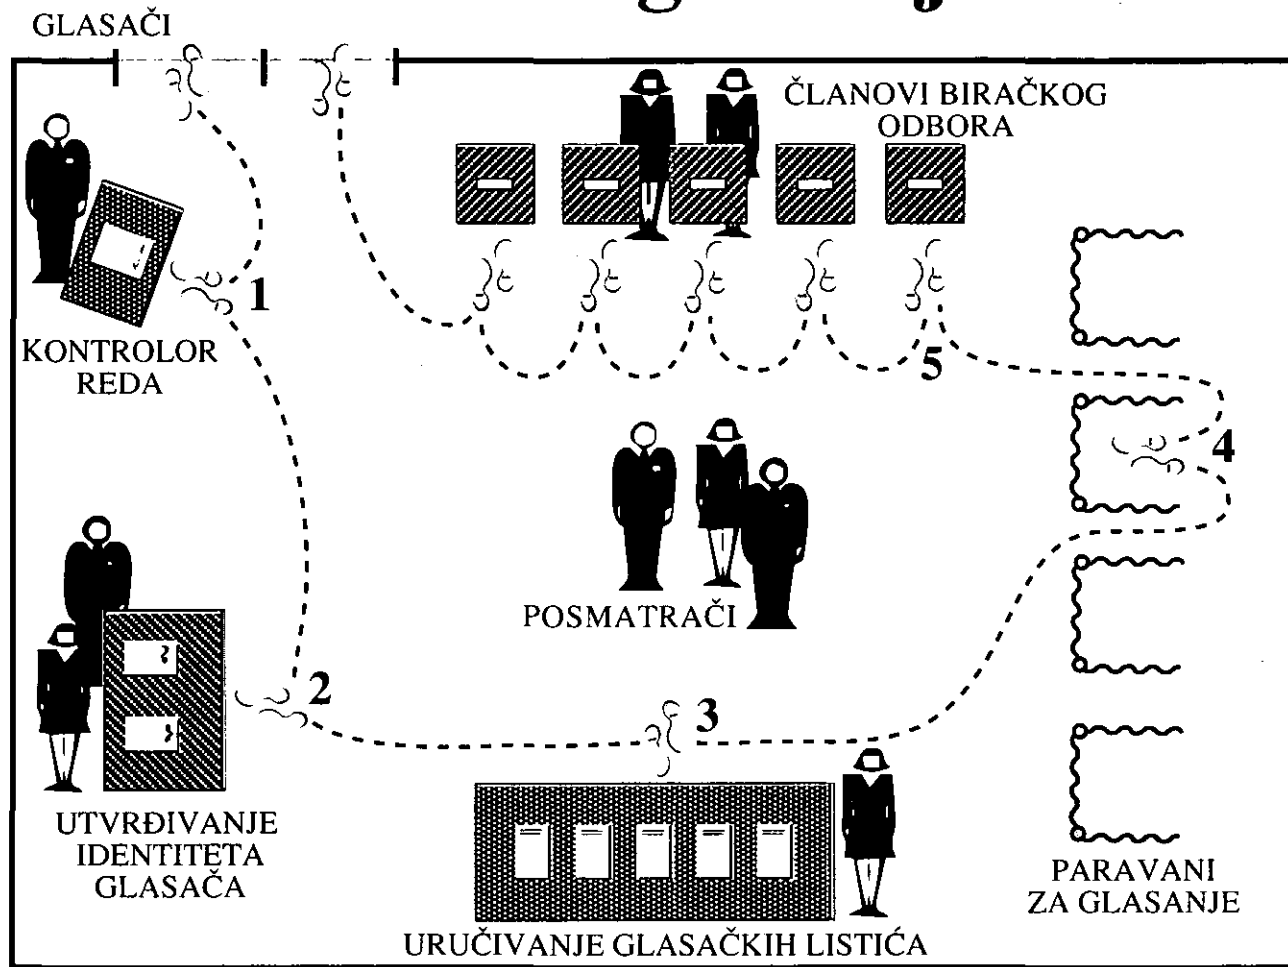 GLASAČI
ČLANOVI BIRAČKOG
ODBORA
1
KONTROLOR
REDA
5
4
POSMATRAČI
2
3
UTVRĐIVANJE
IDENTITETA
GLASAČA
PARAVANI
ZA GLASANJE
URUČIVANJE GLASAČKIH LISTIĆA